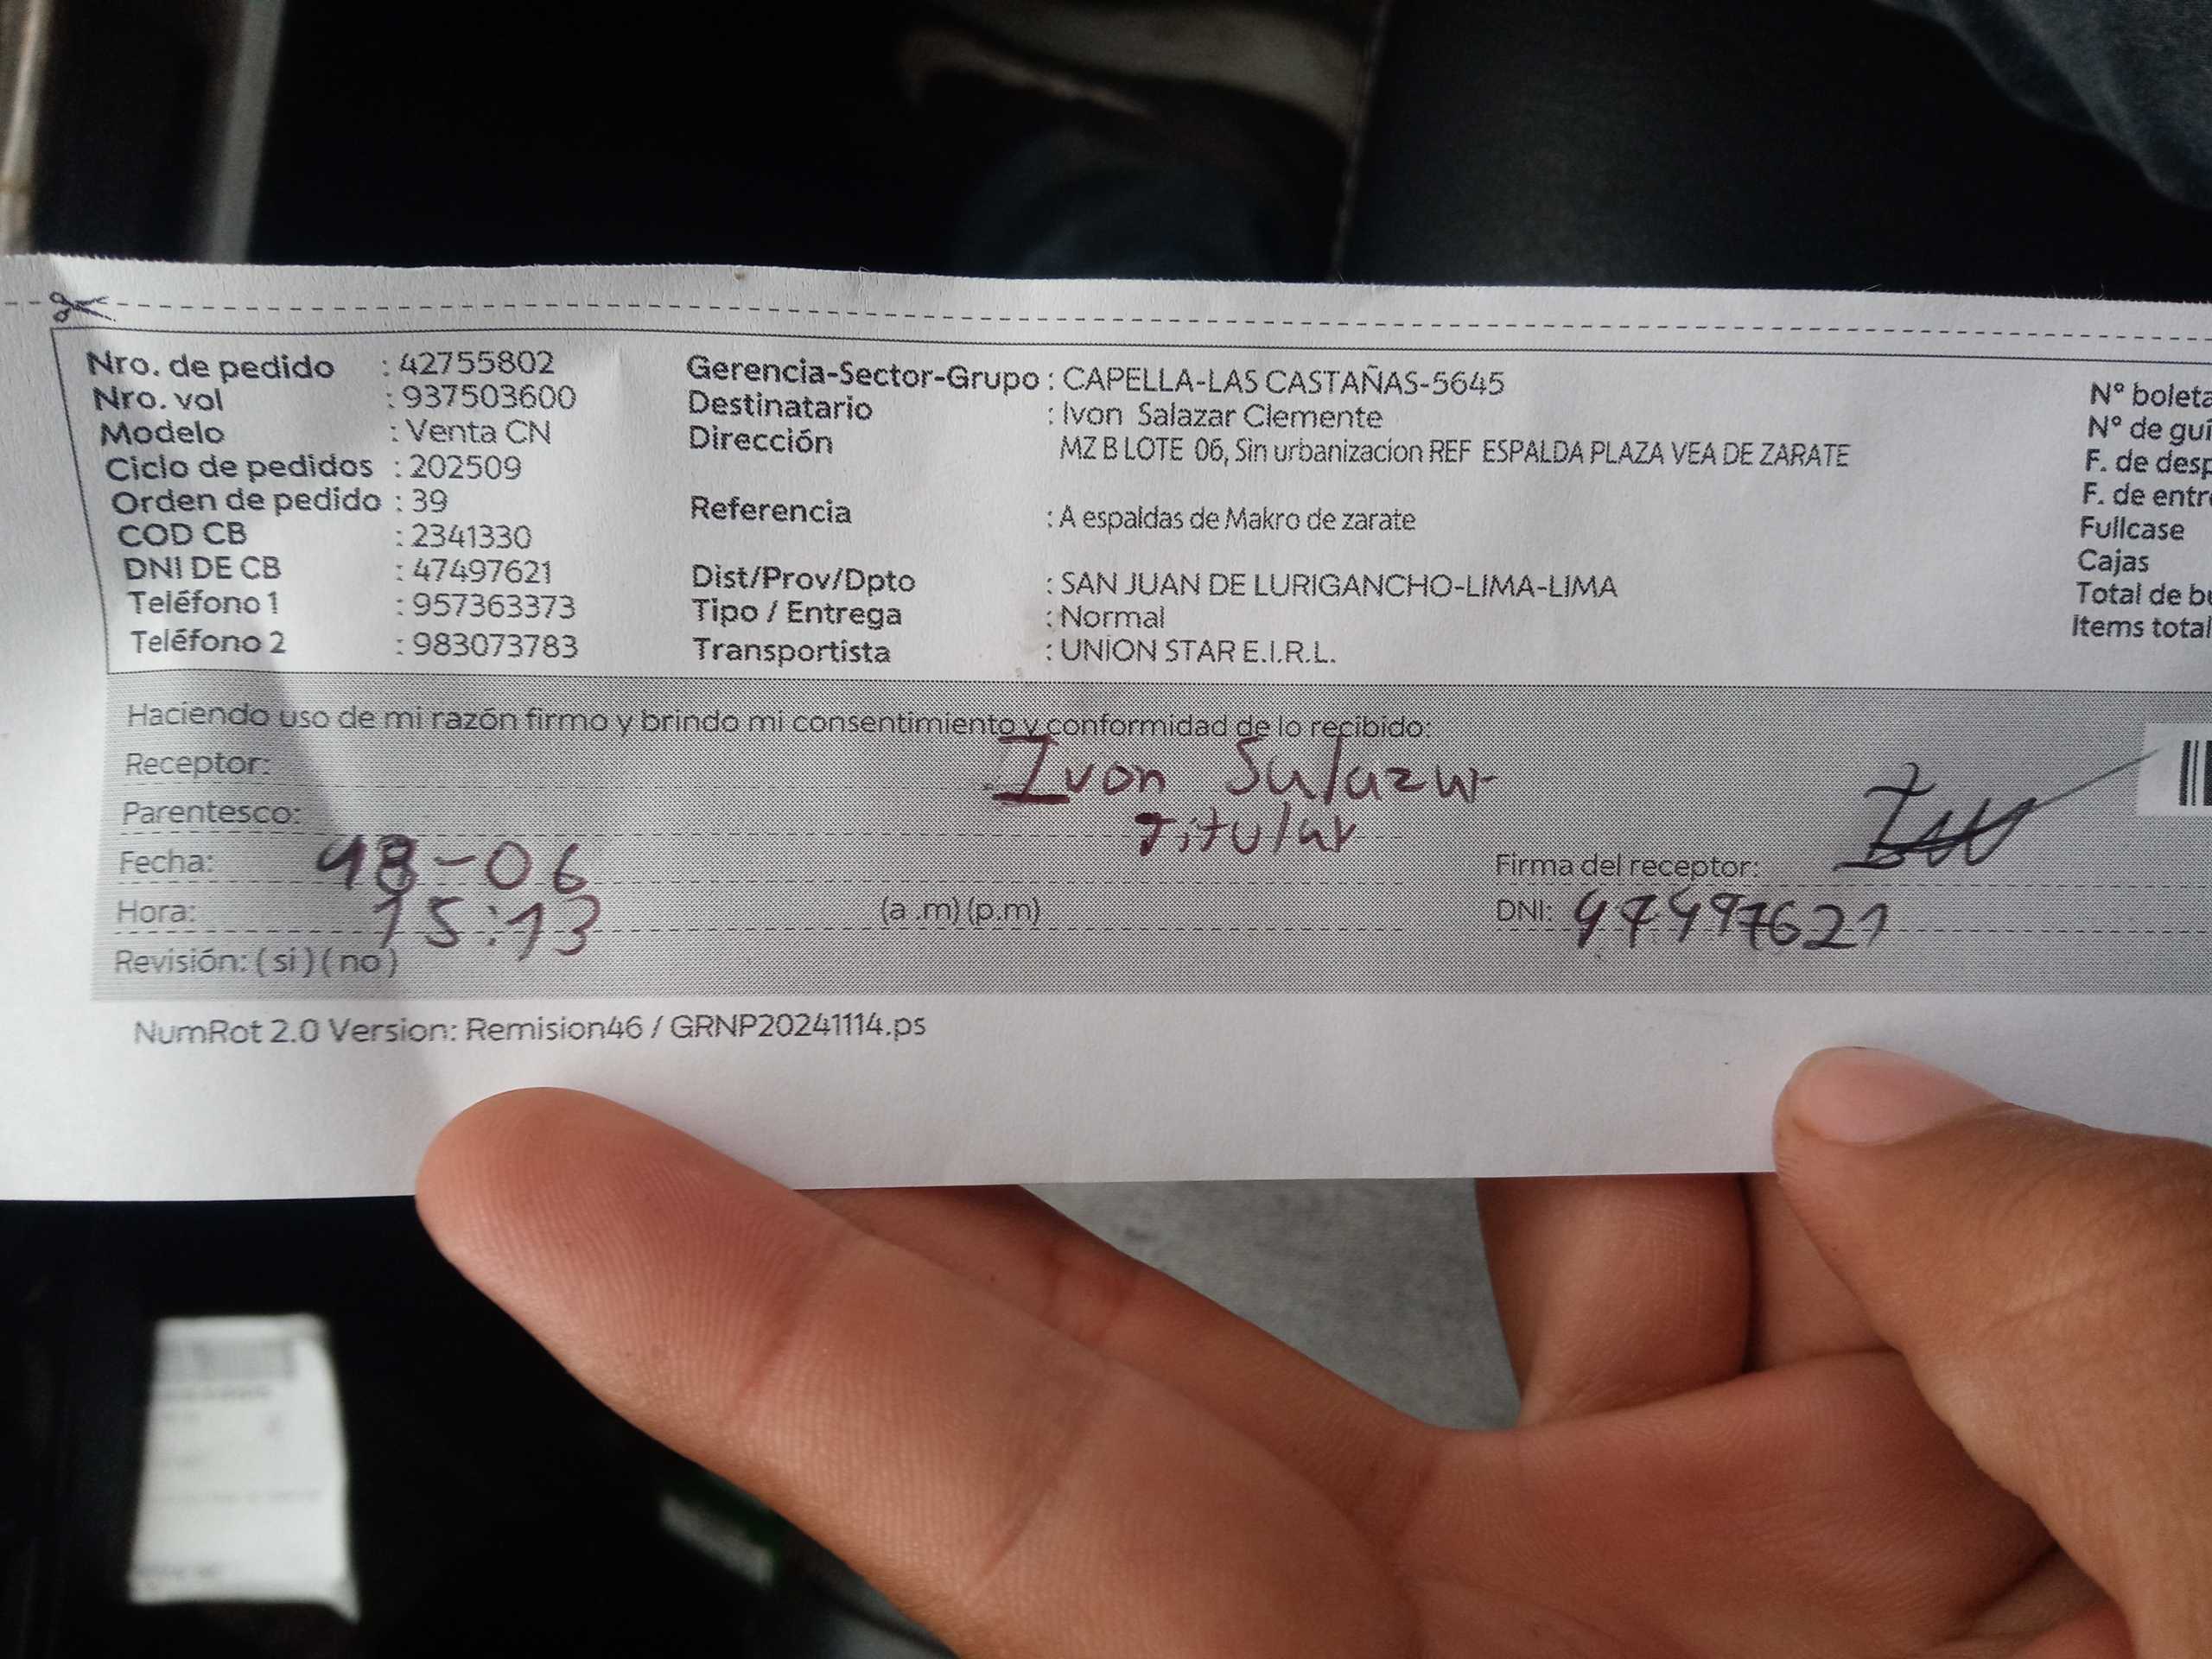 Nro. de pedido : 42755802
Nro. vol : 937503600
Modelo : Venta CN
Ciclo de pedidos : 202509
Orden de pedido : 39
COD CB : 2341330
DNI DE CB : 47497621
Teléfono 1 : 957363373
Teléfono 2 : 983073783
Gerencia-Sector-Grupo : CAPELLA-LAS CASTAÑAS-5645
Destinatario : Ivon Salazar Clemente
Dirección MZ B LOTE 06, Sin urbanizacion REF ESPALDA PLAZA VEA DE ZARATE
Referencia : A espaldas de Makro de zarate
Dist/Prov/Dpto : SAN JUAN DE LURIGANCHO-LIMA-LIMA
Tipo / Entrega : Normal
Transportista : UNION STAR E.I.R.L.
N° boleta
N° de guí
F. de desp
F. de entre
Fullcase
Cajas
Total de bu
Items total
Haciendo uso de mi razón firmo y brindo mi consentimiento y conformidad de lo recibido:
Receptor: Ivon Salazar
Parentesco: Titular
Fecha: 18-06
Firma del receptor:
Hora: 15:13 (a .m) (p.m)
DNI: 47497621
Revisión: ( si ) ( no )
NumRot 2.0 Version: Remision46 / GRNP20241114.ps